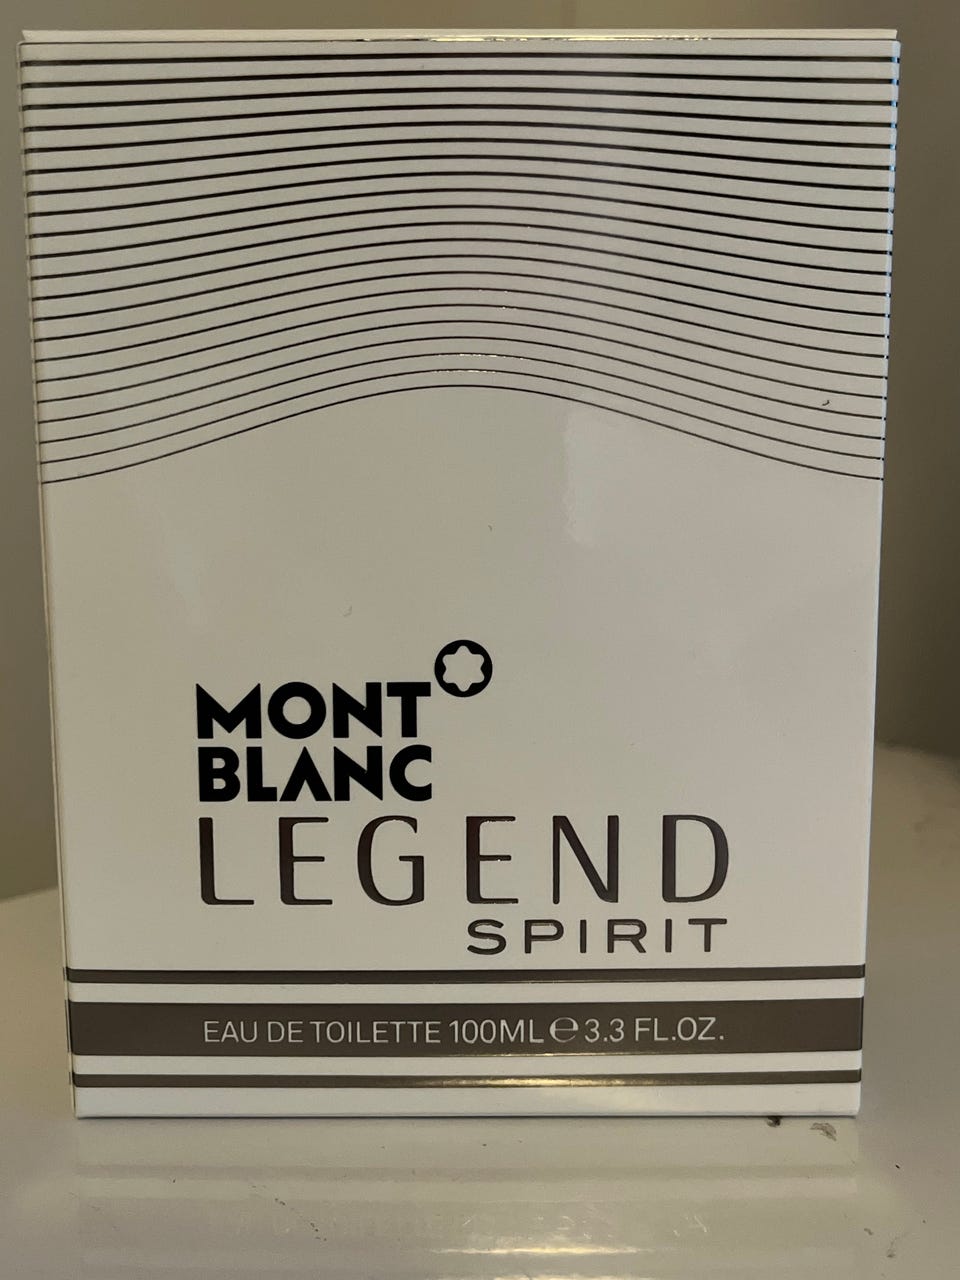 MONT
BLANC
LEGEND
SPIRIT
EAU DE TOILETTE 100ML ℮ 3.3 FL.OZ.